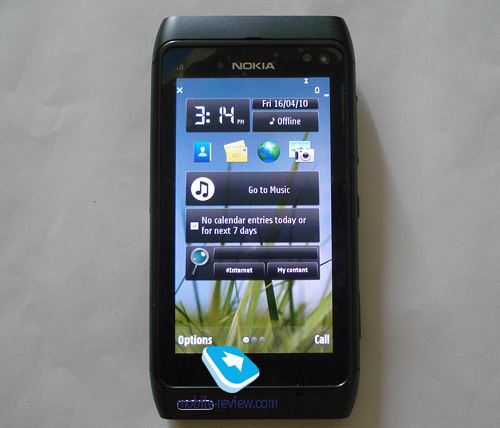 NOKIA
3:14 PM
Fri 16/04/10
Offline
Go to Music
No calendar entries today or
for next 7 days
#Internet
My content
Options
Call
mobile-review.com